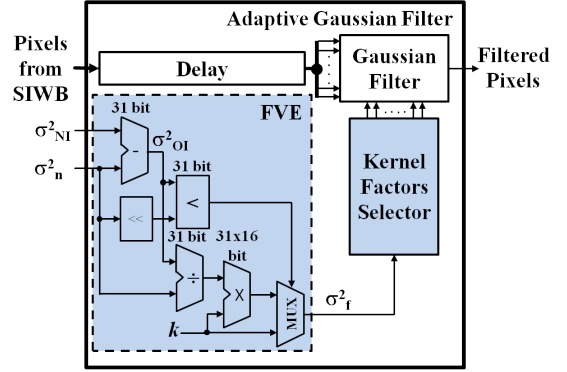 Adaptive Gaussian Filter
Pixels
from
SIWB
Delay
Gaussian
Filter
Filtered
Pixels
FVE
31 bit
σ²NI
-
σ²OI
σ²n
31 bit
<<
<
31 bit
÷
31x16
bit
X
k
MUX
σ²f
Kernel
Factors
Selector